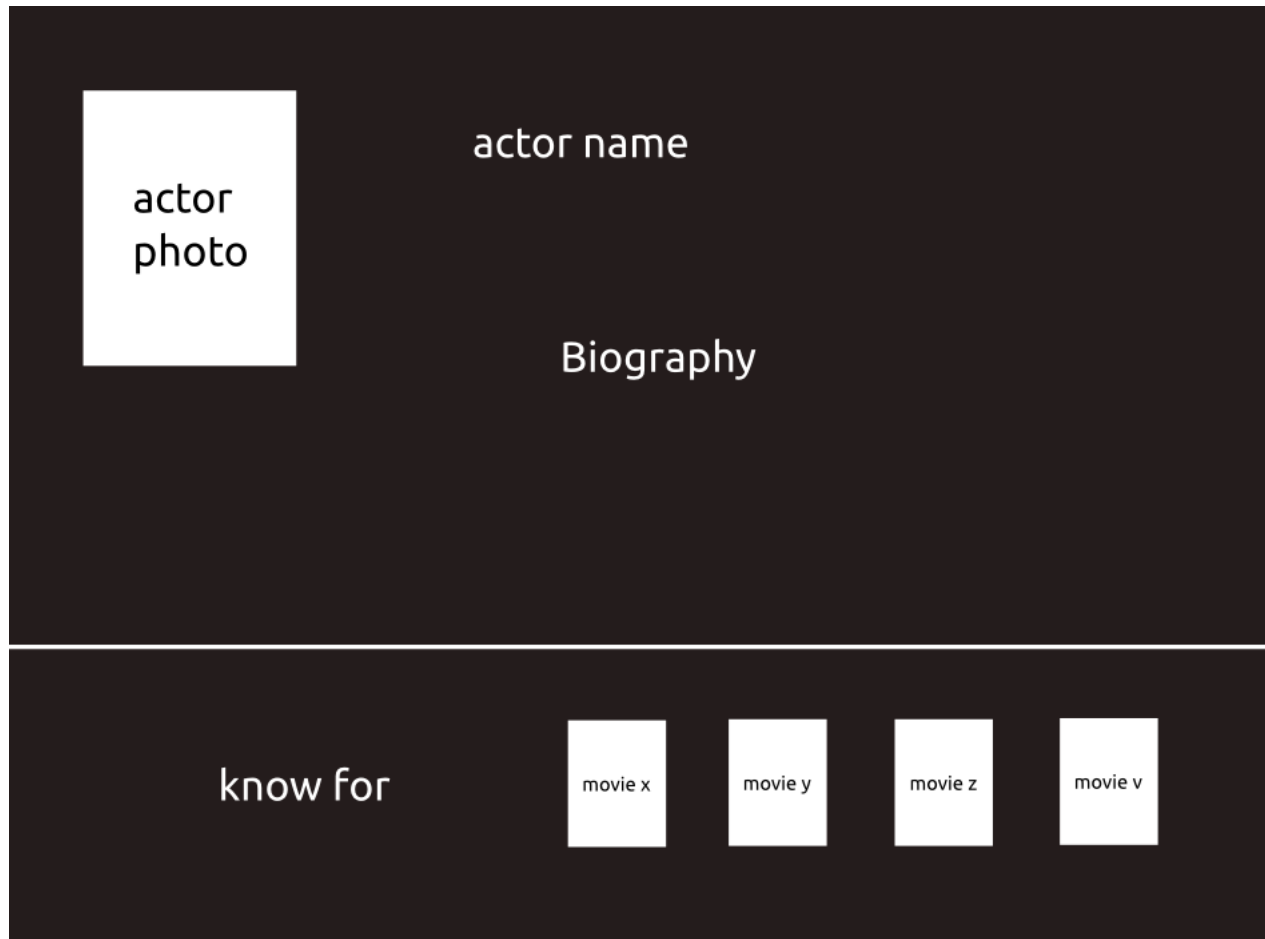 actor name
actor
photo
Biography
know for
movie x
movie y
movie z
movie v